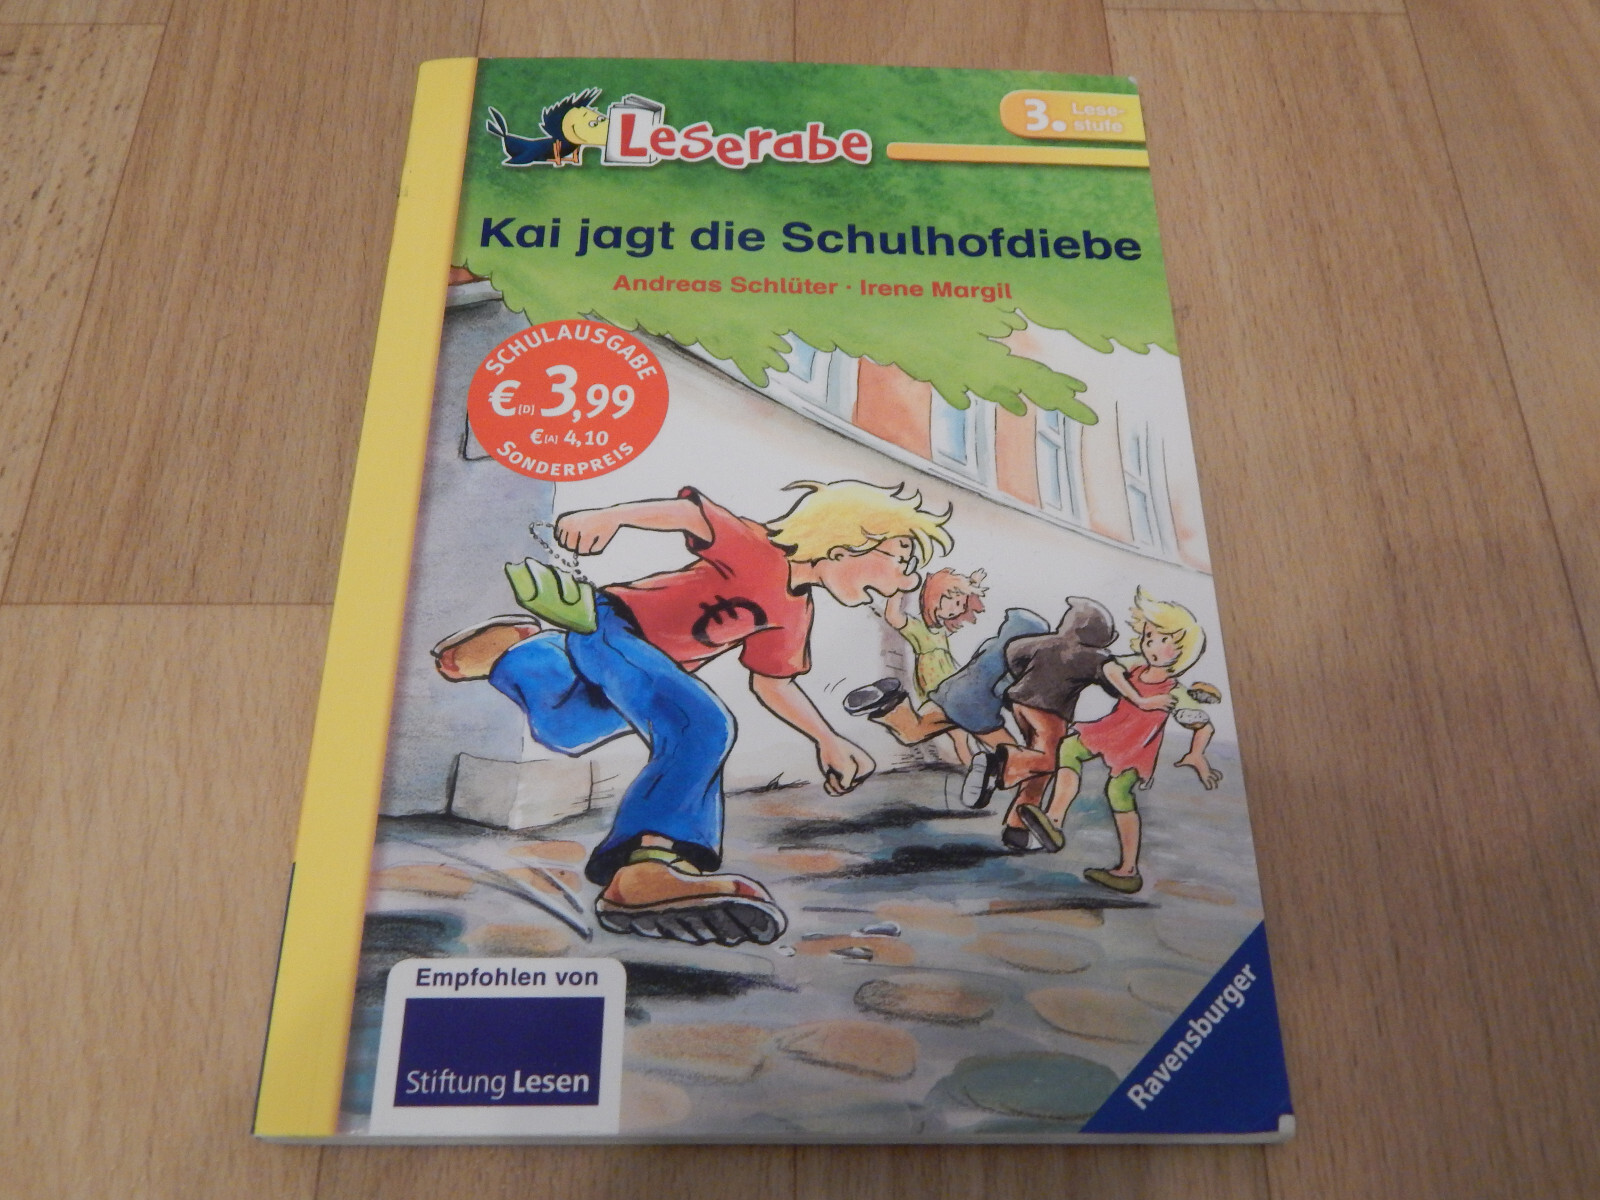 Leserabe
3. Lese-
stufe
Kai jagt die Schulhofdiebe
Andreas Schlüter · Irene Margil
SCHULAUSGABE
€ [D] 3,99
€ [A] 4,10
SONDERPREIS
€
Empfohlen von
Stiftung Lesen
Ravensburger